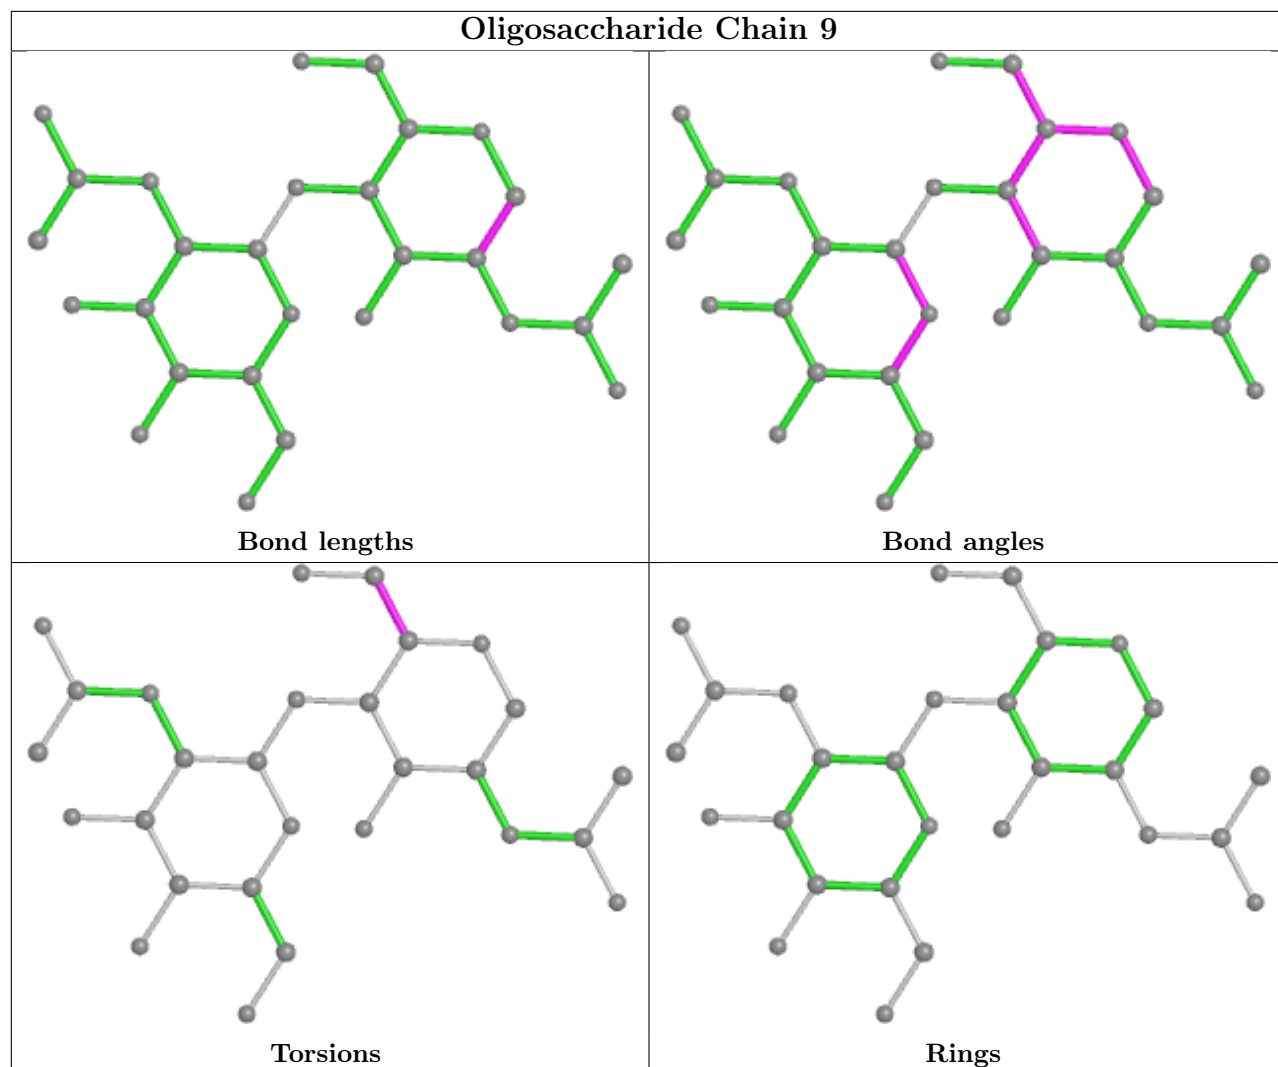 Oligosaccharide Chain 9
Bond lengths
Bond angles
Torsions
Rings